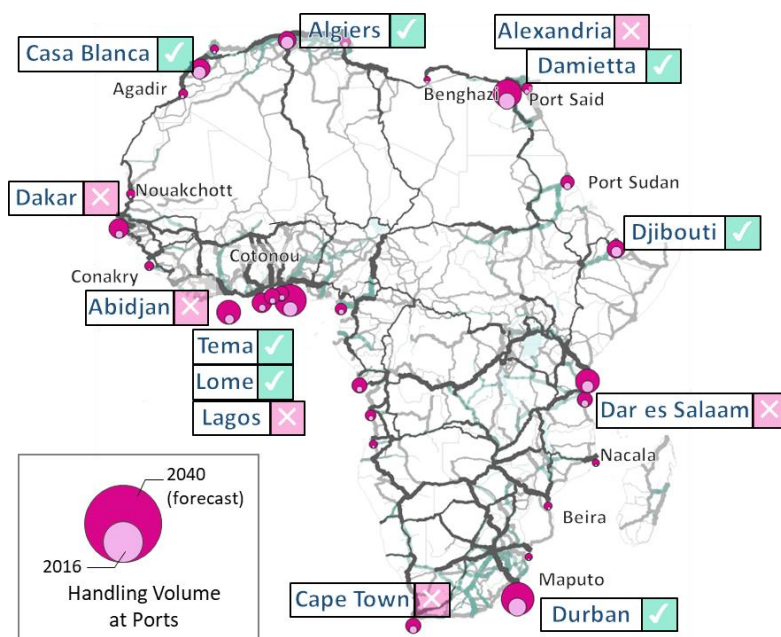 Casa Blanca
Algiers
Alexandria
Damietta
Agadir
Benghazi
Port Said
Dakar
Nouakchott
Port Sudan
Djibouti
Conakry
Cotonou
Abidjan
Tema
Lome
Lagos
Dar es Salaam
Nacala
Beira
Maputo
Cape Town
Durban
2040
(forecast)
2016
Handling Volume
at Ports